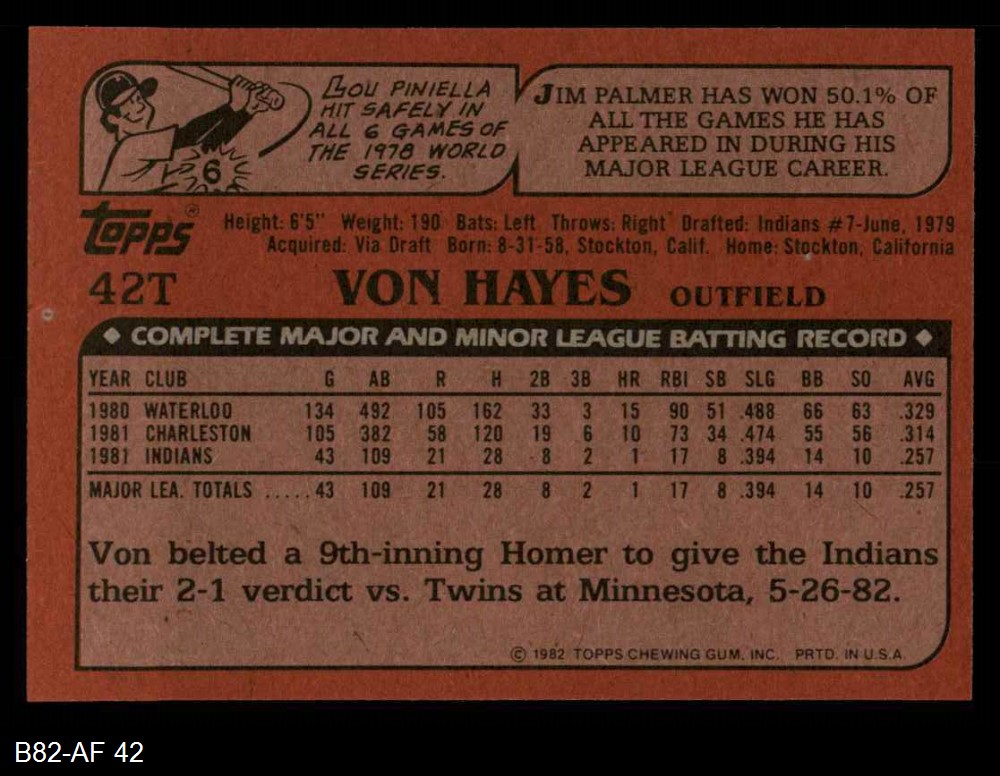 LOU PINIELLA
HIT SAFELY IN
ALL 6 GAMES OF
THE 1978 WORLD
SERIES.
6
JIM PALMER HAS WON 50.1% OF
ALL THE GAMES HE HAS
APPEARED IN DURING HIS
MAJOR LEAGUE CAREER.
TOPPS®
Height: 6'5" Weight: 190 Bats: Left Throws: Right Drafted: Indians #7-June, 1979
Acquired: Via Draft Born: 8-31-58, Stockton, Calif. Home: Stockton, California
42T VON HAYES OUTFIELD
◆ COMPLETE MAJOR AND MINOR LEAGUE BATTING RECORD ◆
YEAR CLUB G AB R H 2B 3B HR RBI SB SLG BB SO AVG
1980 WATERLOO 134 492 105 162 33 3 15 90 51 .488 66 63 .329
1981 CHARLESTON 105 382 58 120 19 6 10 73 34 .474 55 56 .314
1981 INDIANS 43 109 21 28 8 2 1 17 8 .394 14 10 .257
MAJOR LEA. TOTALS .....43 109 21 28 8 2 1 17 8 .394 14 10 .257
Von belted a 9th-inning Homer to give the Indians
their 2-1 verdict vs. Twins at Minnesota, 5-26-82.
© 1982 TOPPS CHEWING GUM, INC. PRTD. IN U.S.A.
B82-AF 42